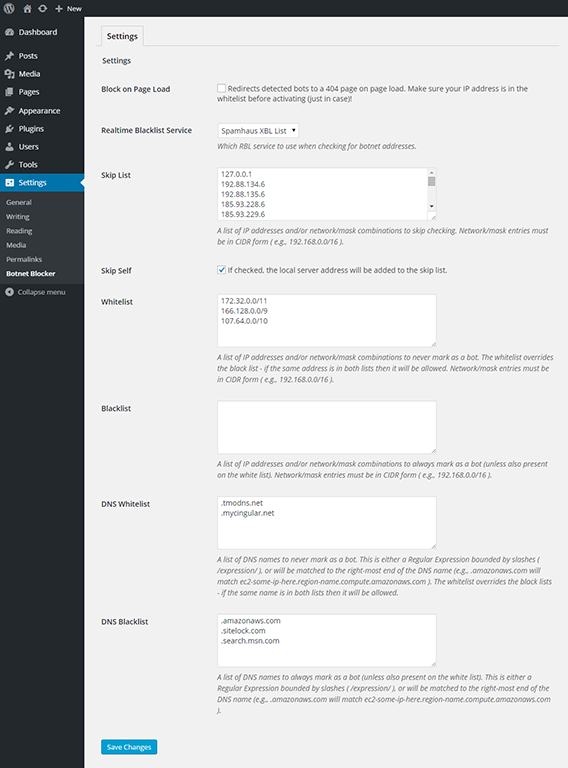 New
Dashboard
Posts
Media
Pages
Appearance
Plugins
Users
Tools
Settings
General
Writing
Reading
Media
Permalinks
Botnet Blocker
Collapse menu
Settings
Settings
Block on Page Load
Redirects detected bots to a 404 page on page load. Make sure your IP address is in the
whitelist before activating (just in case)!
Realtime Blacklist Service
Spamhaus XBL List
Which RBL service to use when checking for botnet addresses.
Skip List
127.0.0.1
192.88.134.6
192.88.135.6
185.93.228.6
185.93.229.6
A list of IP addresses and/or network/mask combinations to skip checking. Network/mask entries must
be in CIDR form ( e.g., 192.168.0.0/16 ).
Skip Self
If checked, the local server address will be added to the skip list.
Whitelist
172.32.0.0/11
166.128.0.0/9
107.64.0.0/10
A list of IP addresses and/or network/mask combinations to never mark as a bot. The whitelist overrides
the black list - if the same address is in both lists then it will be allowed. Network/mask entries must be
in CIDR form ( e.g., 192.168.0.0/16 ).
Blacklist
A list of IP addresses and/or network/mask combinations to always mark as a bot (unless also present
on the white list). Network/mask entries must be in CIDR form ( e.g., 192.168.0.0/16 ).
DNS Whitelist
.tmodns.net
.mycingular.net
A list of DNS names to never mark as a bot. This is either a Regular Expression bounded by slashes (
/expression/ ), or will be matched to the right-most end of the DNS name (e.g., .amazonaws.com will
match ec2-some-ip-here.region-name.compute.amazonaws.com ). The whitelist overrides the black lists
- if the same name is in both lists then it will be allowed.
DNS Blacklist
.amazonaws.com
.sitelock.com
.search.msn.com
A list of DNS names to always mark as a bot (unless also present on the white list). This is either a
Regular Expression bounded by slashes ( /expression/ ), or will be matched to the right-most end of the
DNS name (e.g., .amazonaws.com will match ec2-some-ip-here.region-name.compute.amazonaws.com
).
Save Changes